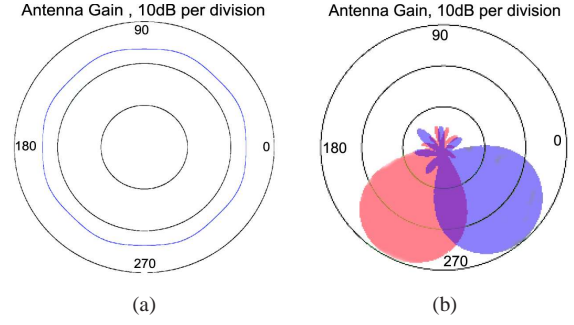 Antenna Gain , 10dB per division
90
180
0
270
(a)
Antenna Gain, 10dB per division
90
180
0
270
(b)